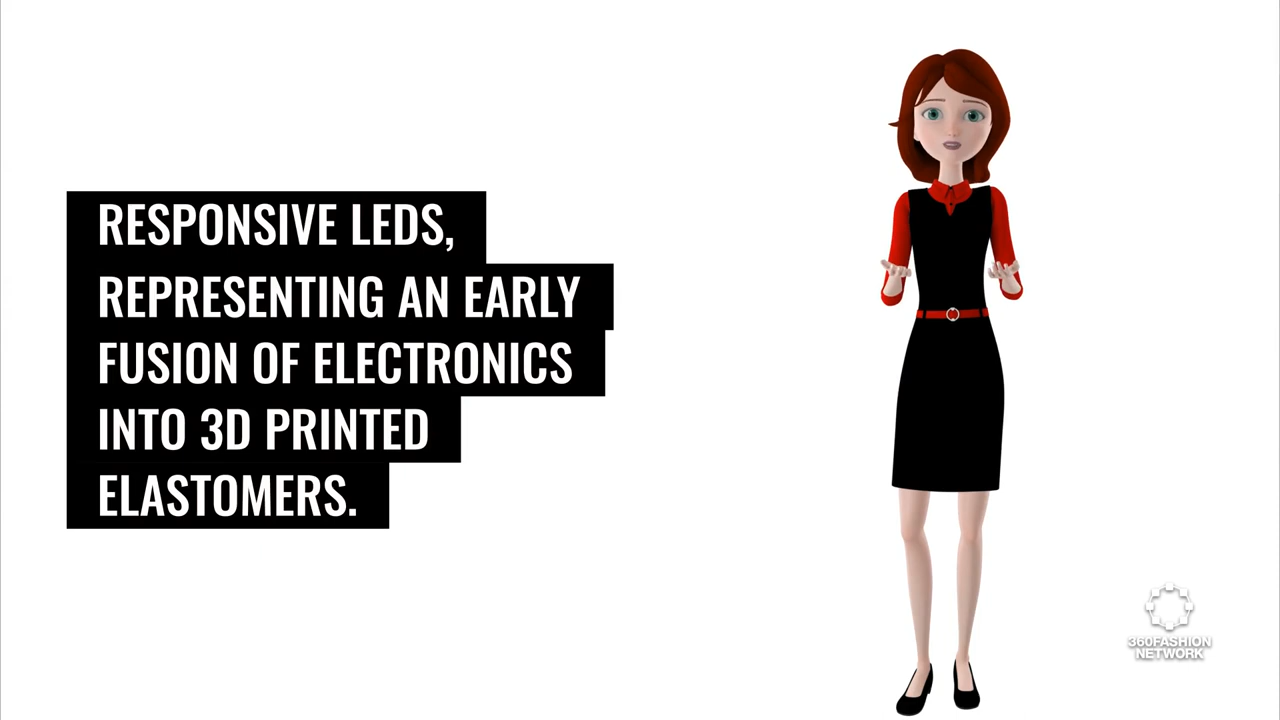 RESPONSIVE LEDS,
REPRESENTING AN EARLY
FUSION OF ELECTRONICS
INTO 3D PRINTED
ELASTOMERS.
360FASHION
NETWORK